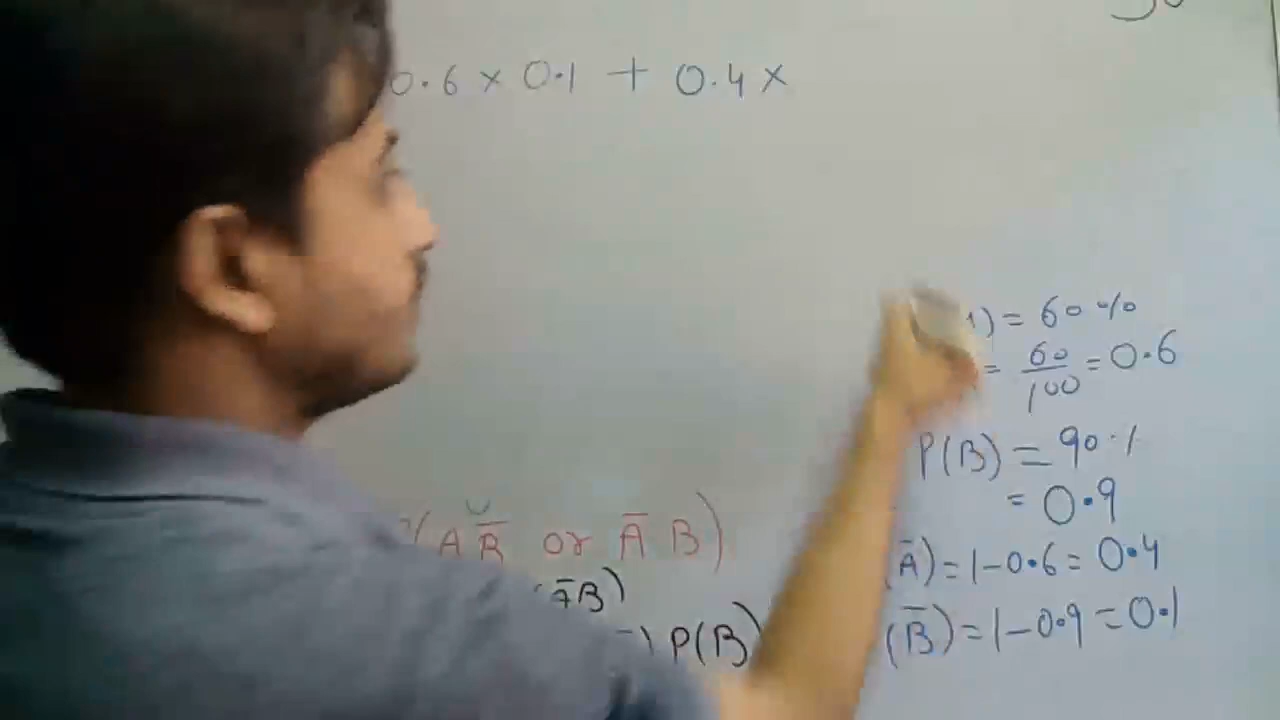 0.6 × 0.1 + 0.4 ×
) = 60%
= 60/100 = 0.6
P(B) = 90%
= 0.9
P(AB̅ or A̅ B)
(A̅B)
P(B)
(A̅) = 1-0.6 = 0.4
(B̅) = 1-0.9 = 0.1